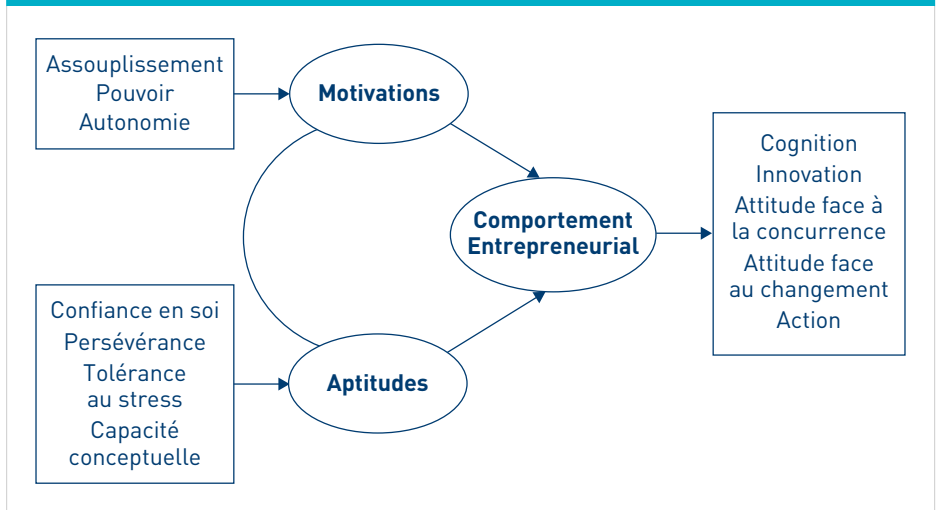 Assouplissement
Pouvoir
Autonomie
Motivations
Confiance en soi
Persévérance
Tolérance
au stress
Capacité
conceptuelle
Aptitudes
Comportement
Entrepreneurial
Cognition
Innovation
Attitude face à
la concurrence
Attitude face
au changement
Action